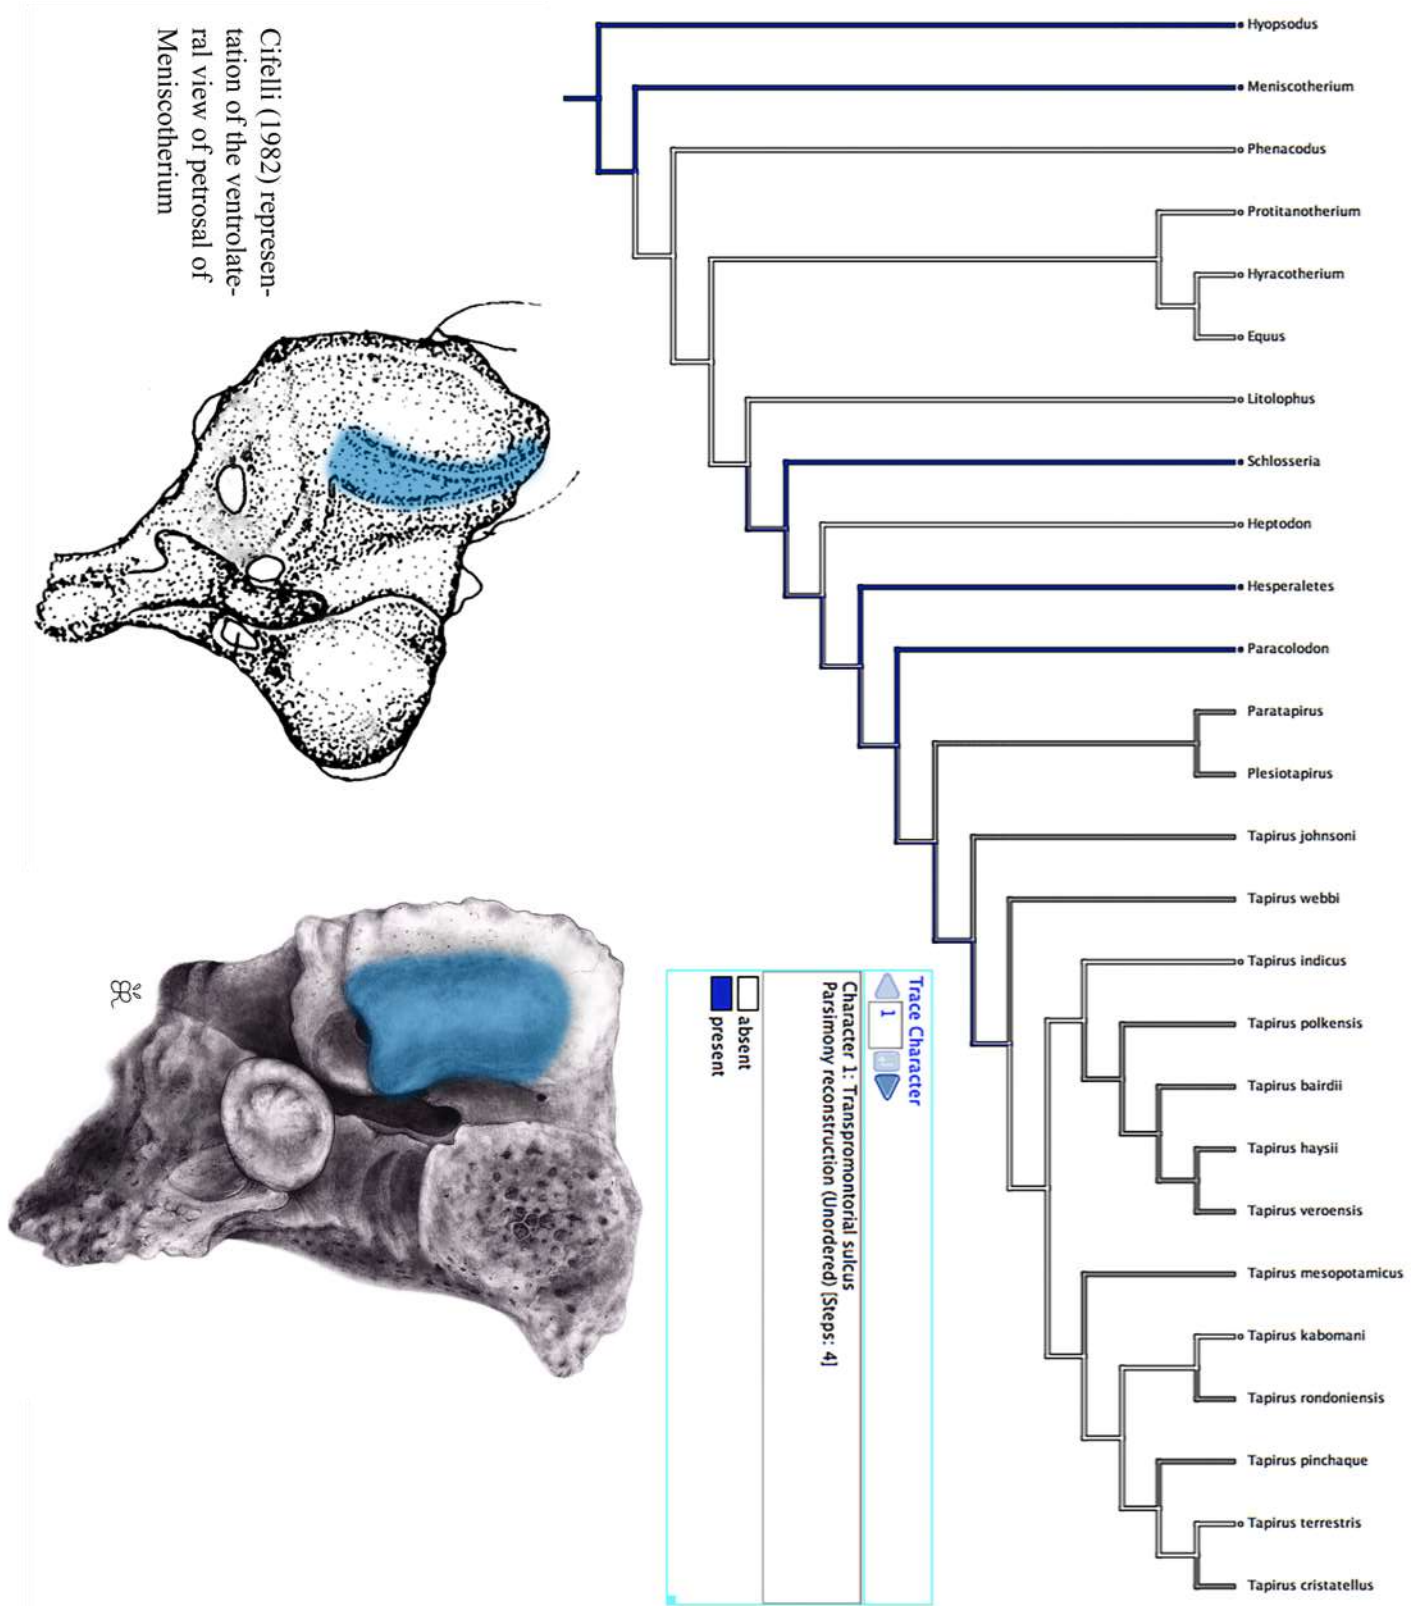 Cifelli (1982) represen-
tation of the ventrolate-
ral view of petrosal of
Meniscotherium
Hyopsodus
Meniscotherium
Phenacodus
Protitanotherium
Hyracotherium
Equus
Litolophus
Schlosseria
Heptodon
Hesperaletes
Paracolodon
Paratapirus
Plesiotapirus
Tapirus johnsoni
Tapirus webbi
Tapirus indicus
Tapirus polkensis
Tapirus bairdii
Tapirus haysii
Tapirus veroensis
Tapirus mesopotamicus
Tapirus kabomani
Tapirus rondoniensis
Tapirus pinchaque
Tapirus terrestris
Tapirus cristatellus
Trace Character
1
Character 1: Transpromontorial sulcus
Parsimony reconstruction (Unordered) [Steps: 4]
absent
present